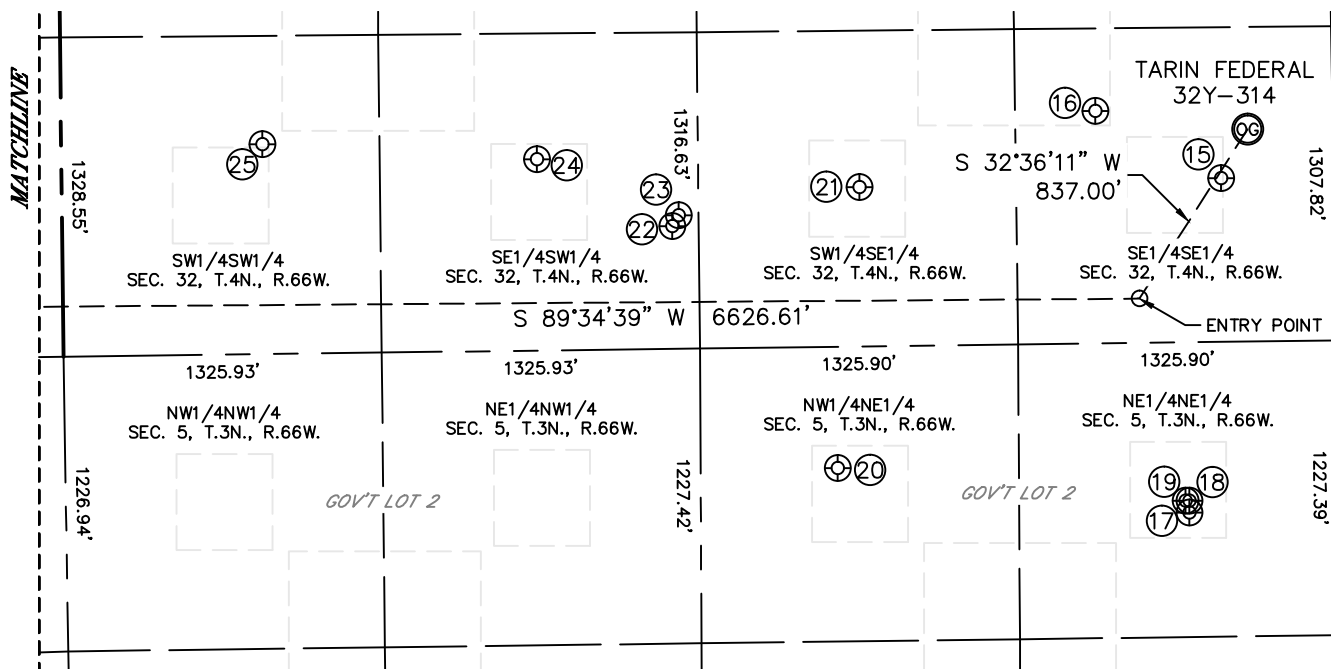 MATCHLINE
TARIN FEDERAL
32Y-314
OG
16
15
S 32°36'11" W
837.00'
25
24
23
22
21
1328.55'
1316.63'
1307.82'
SW1/4SW1/4
SEC. 32, T.4N., R.66W.
SE1/4SW1/4
SEC. 32, T.4N., R.66W.
SW1/4SE1/4
SEC. 32, T.4N., R.66W.
SE1/4SE1/4
SEC. 32, T.4N., R.66W.
S 89°34'39" W 6626.61'
ENTRY POINT
1325.93'
1325.93'
1325.90'
1325.90'
NW1/4NW1/4
SEC. 5, T.3N., R.66W.
NE1/4NW1/4
SEC. 5, T.3N., R.66W.
NW1/4NE1/4
SEC. 5, T.3N., R.66W.
NE1/4NE1/4
SEC. 5, T.3N., R.66W.
1226.94'
GOV'T LOT 2
1227.42'
20
GOV'T LOT 2
19
18
17
1227.39'